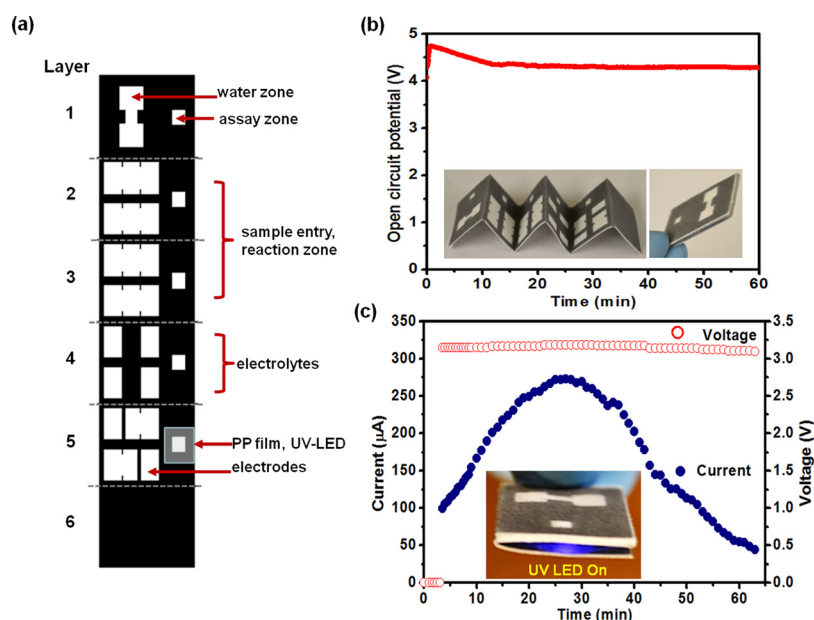 (a)
Layer
1
water zone
assay zone
2
sample entry,
reaction zone
3
4
electrolytes
5
PP film, UV-LED
electrodes
6
(b)
Open circuit potential (V)
5
4
3
2
1
0
0 10 20 30 40 50 60
Time (min)
(c)
Current (µA)
350
300
250
200
150
100
50
0
Voltage (V)
3.5
3.0
2.5
2.0
1.5
1.0
0.5
0.0
Voltage
Current
UV LED On
0 10 20 30 40 50 60
Time (min)